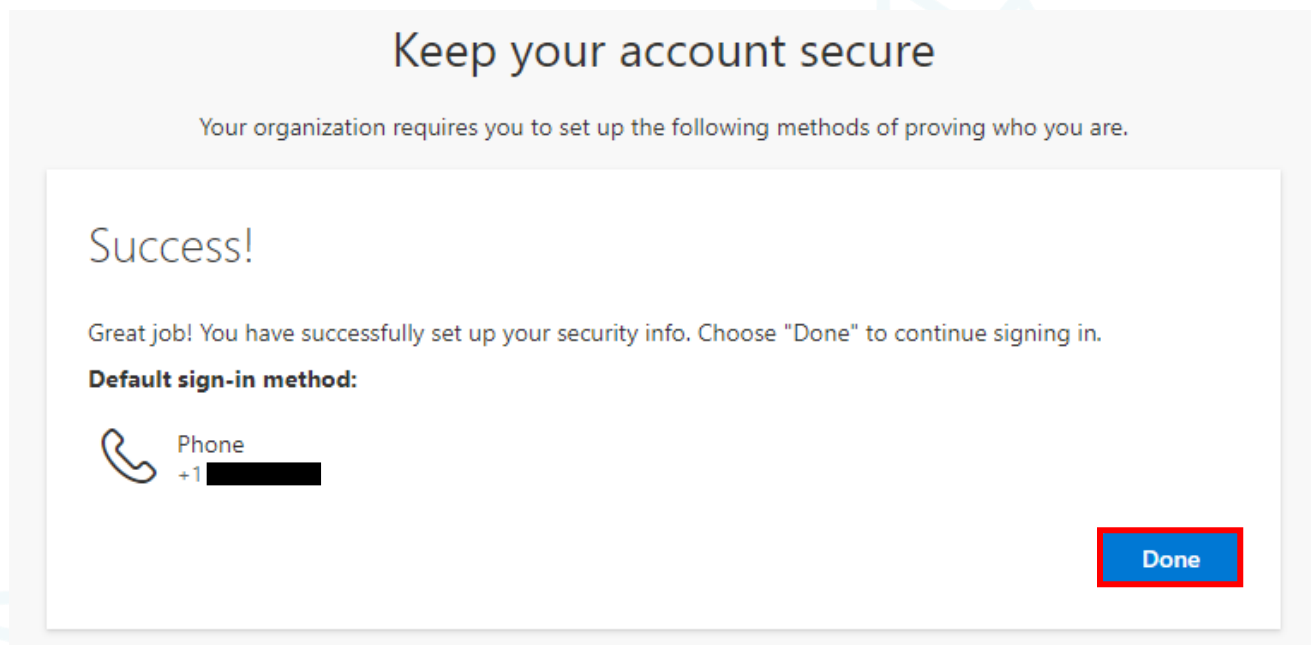 Keep your account secure
Your organization requires you to set up the following methods of proving who you are.
Success!
Great job! You have successfully set up your security info. Choose "Done" to continue signing in.
Default sign-in method:
Phone
+1
Done